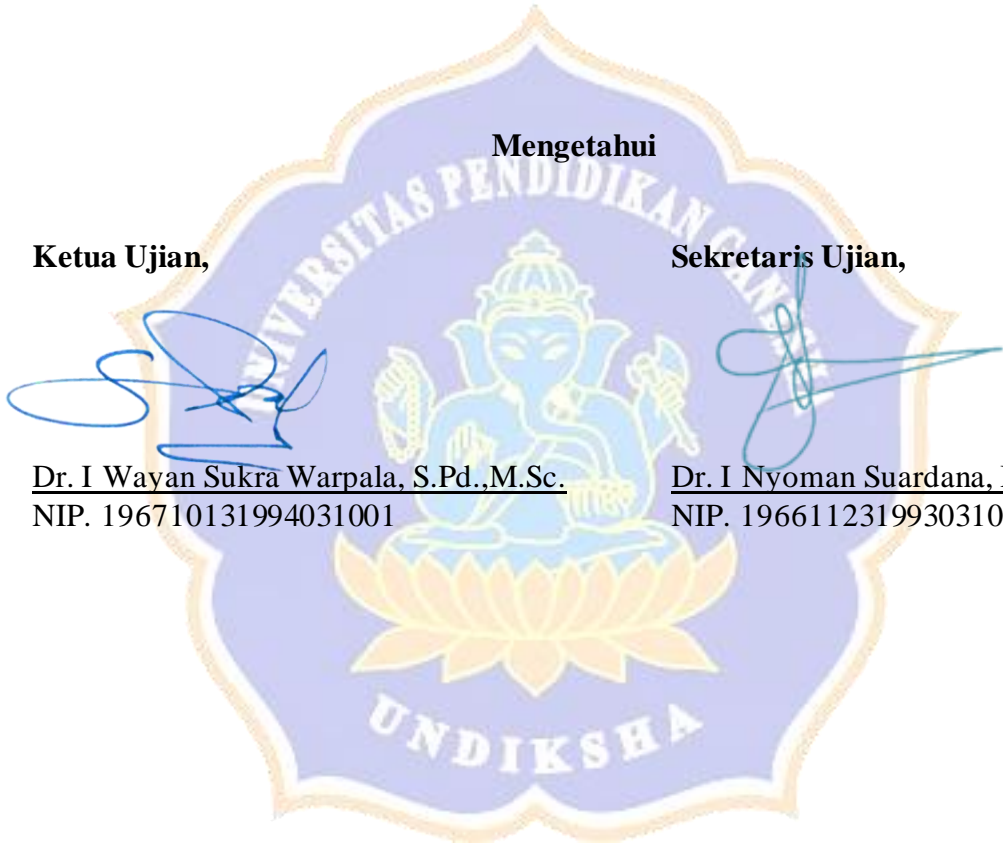 Mengetahui
UNIVERSITAS PENDIDIKAN GANESHA
Ketua Ujian,
Sekretaris Ujian,
Dr. I Wayan Sukra Warpala, S.Pd.,M.Sc.
Dr. I Nyoman Suardana,
NIP. 196710131994031001
NIP. 1966112319930310
UNDIKSHA